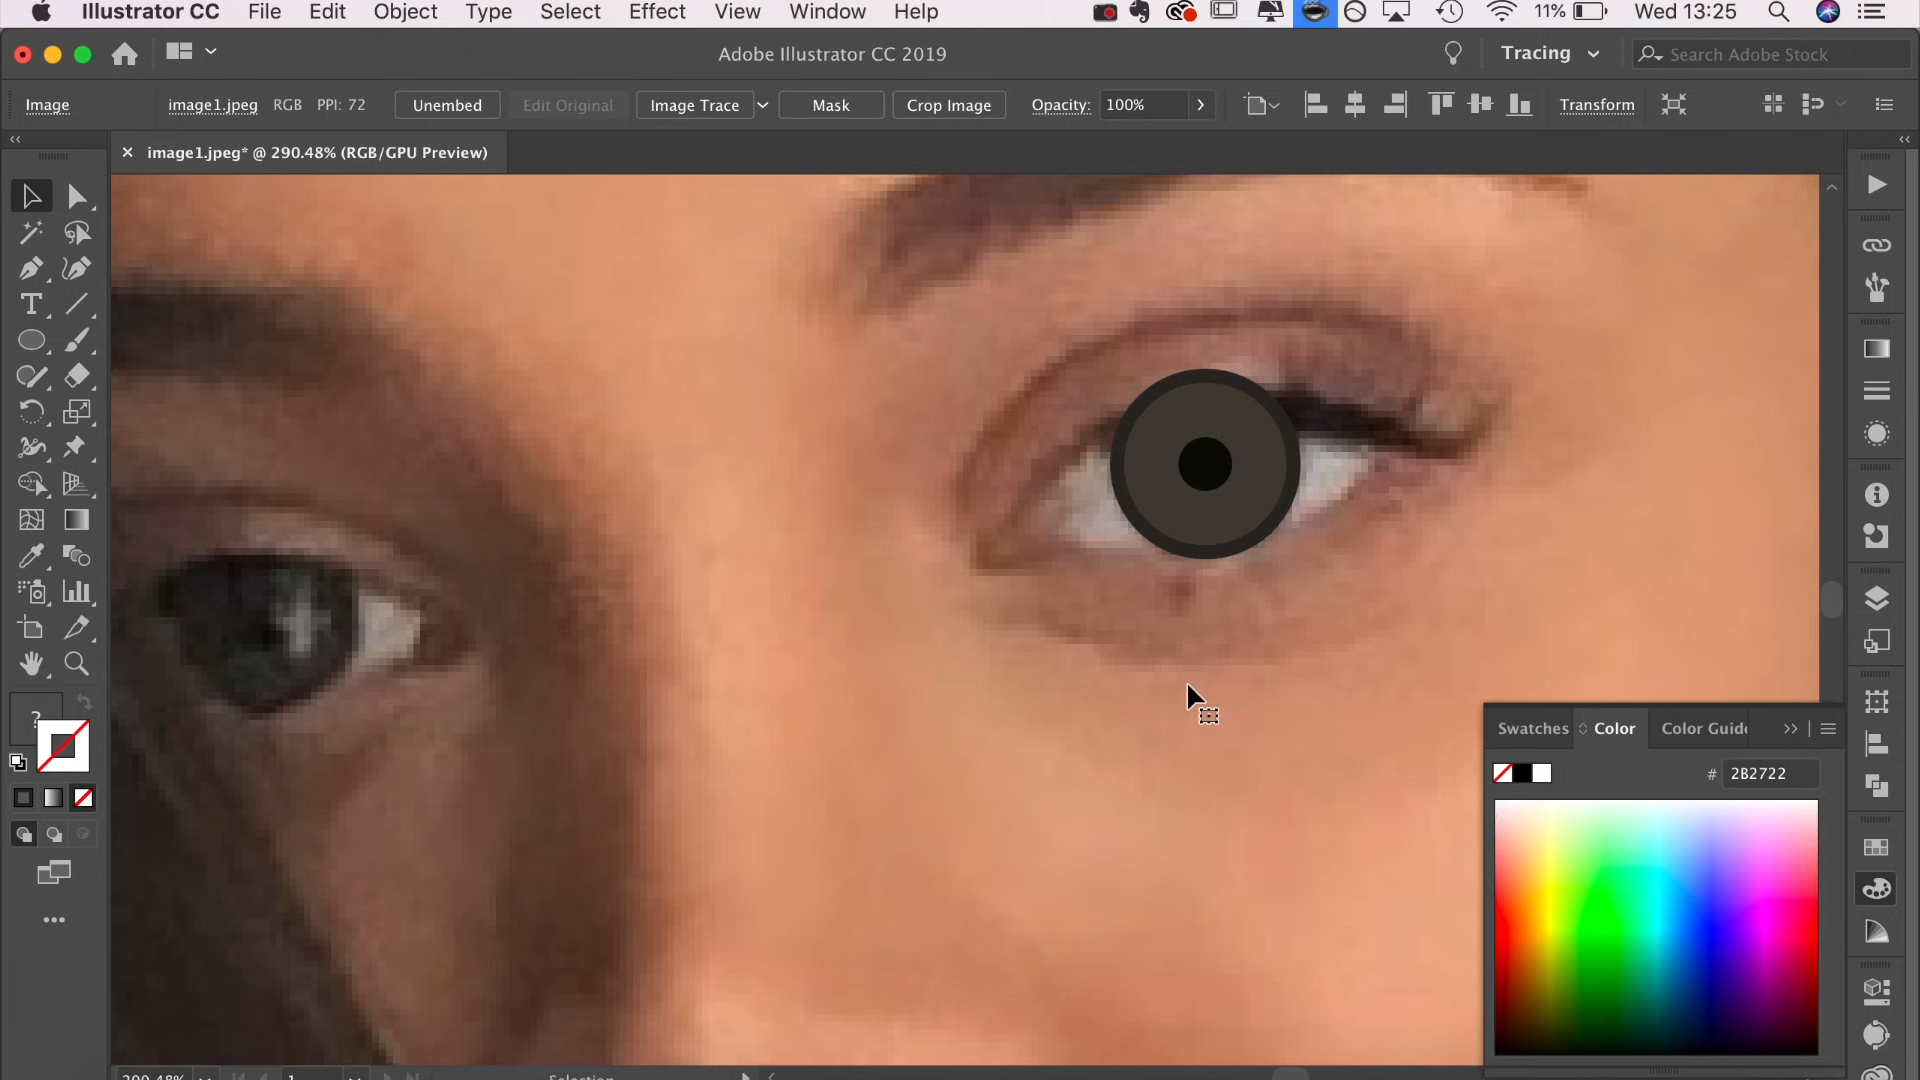 Illustrator CC File Edit Object Type Select Effect View Window Help 11% Wed 13:25
Adobe Illustrator CC 2019 Tracing Search Adobe Stock
Image image1.jpeg RGB PPI: 72 Unembed Edit Original Image Trace Mask Crop Image Opacity: 100% Transform
× image1.jpeg* @ 290.48% (RGB/GPU Preview)
?
Swatches Color Color Guide
# 2B2722
290.48% 1 Selection